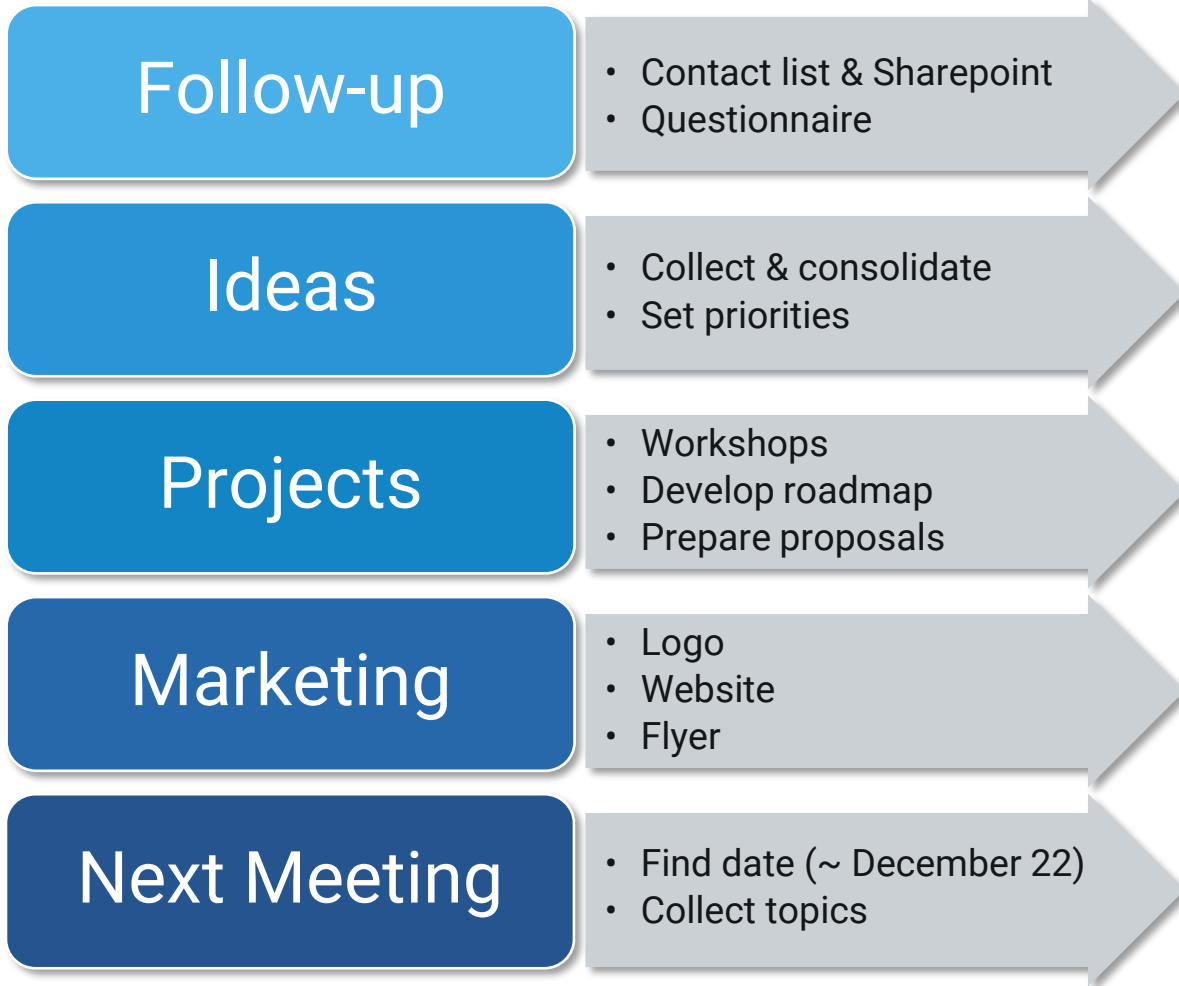 Follow-up
• Contact list & Sharepoint
• Questionnaire
Ideas
• Collect & consolidate
• Set priorities
Projects
• Workshops
• Develop roadmap
• Prepare proposals
Marketing
• Logo
• Website
• Flyer
Next Meeting
• Find date (~ December 22)
• Collect topics